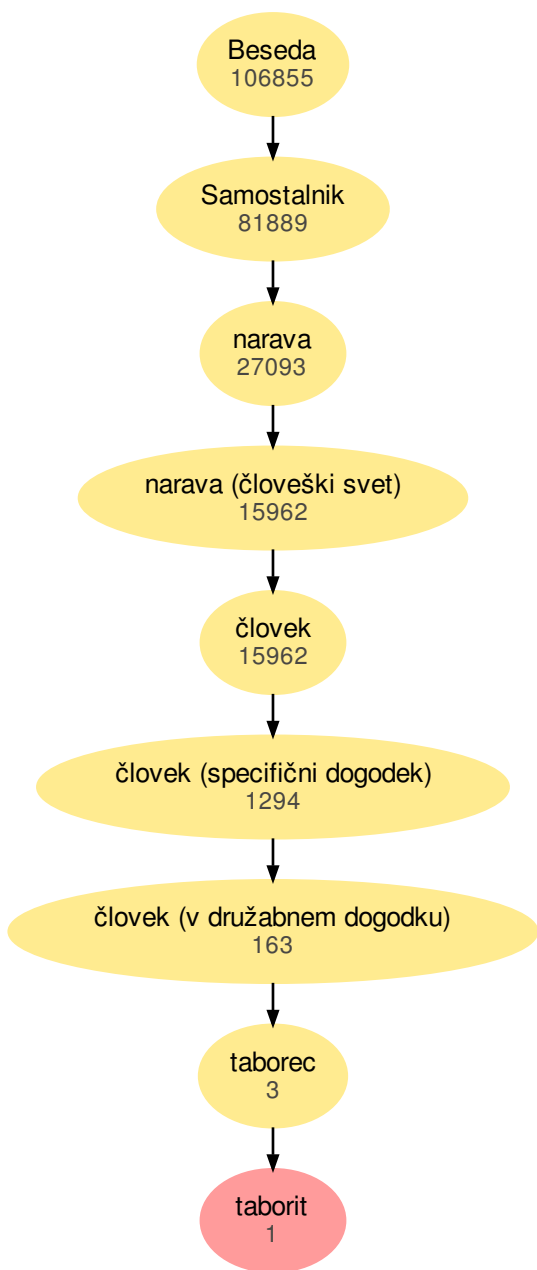 Beseda
106855
Samostalnik
81889
narava
27093
narava (človeški svet)
15962
človek
15962
človek (specifični dogodek)
1294
človek (v družabnem dogodku)
163
taborec
3
taborit
1